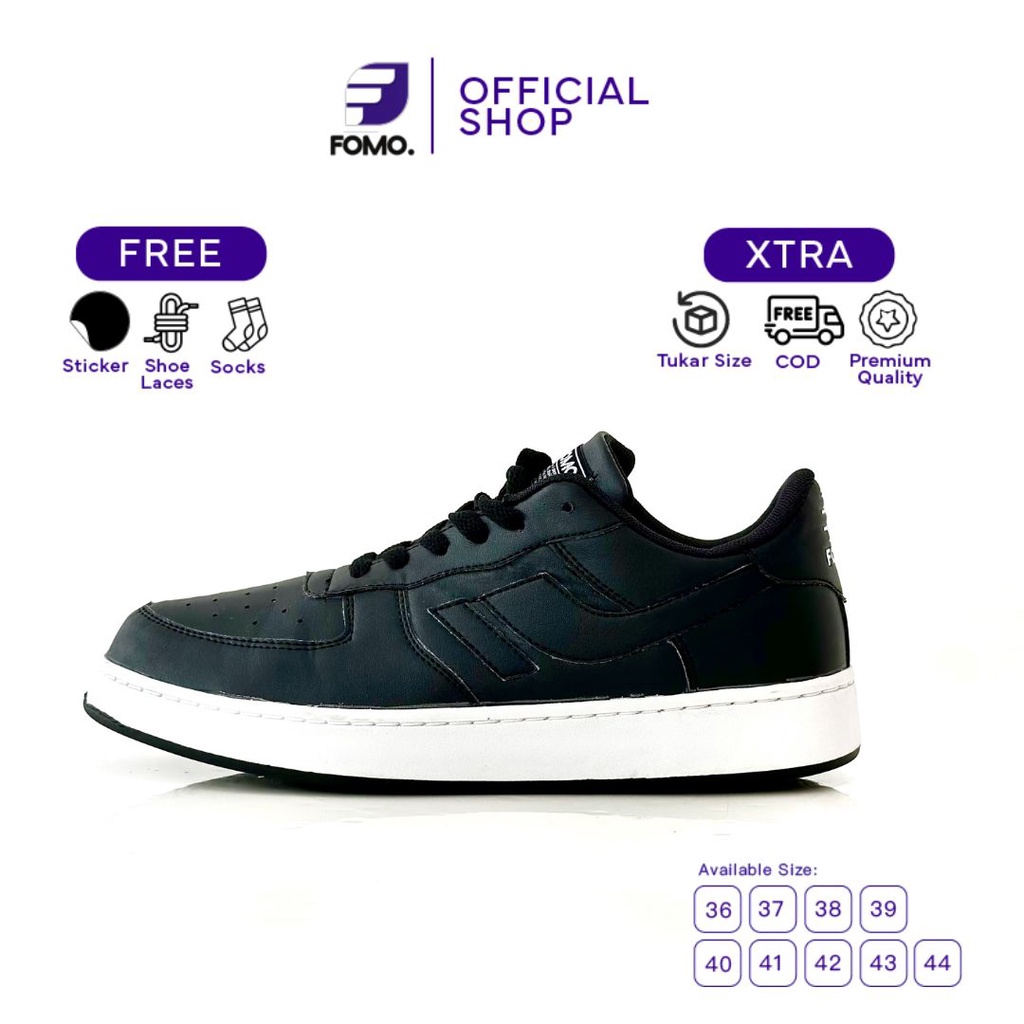 FOMO.
OFFICIAL
SHOP
FREE
Sticker
Shoe
Laces
Socks
XTRA
FREE
Tukar Size
COD
Premium
Quality
Available Size:
36 37 38 39
40 41 42 43 44